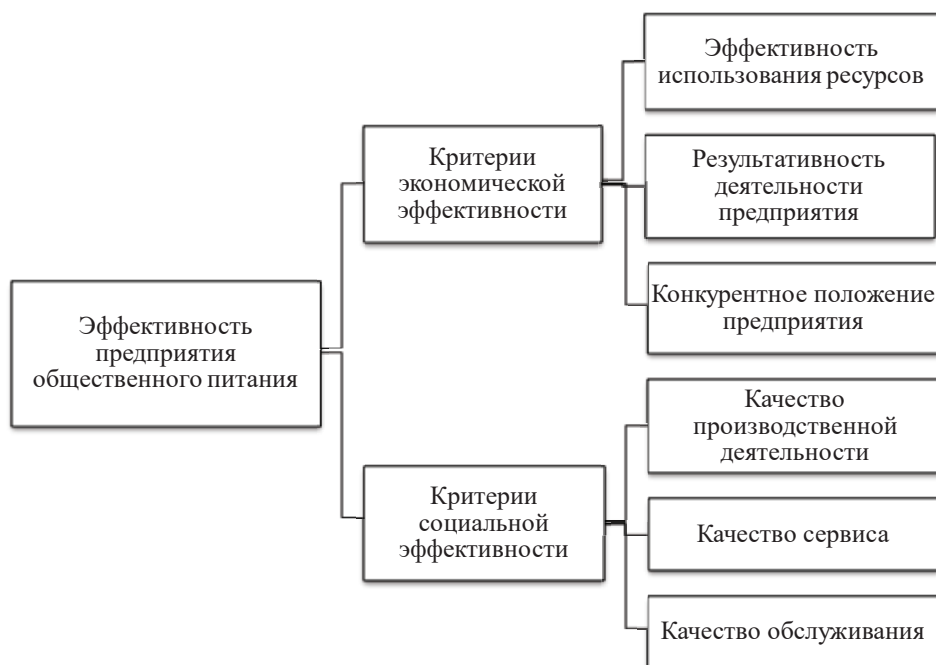 Эффективность
предприятия
общественного питания
Критерии
экономической
эффективности
Эффективность
использования ресурсов
Результативность
деятельности
предприятия
Конкурентное положение
предприятия
Критерии
социальной
эффективности
Качество
производственной
деятельности
Качество сервиса
Качество обслуживания